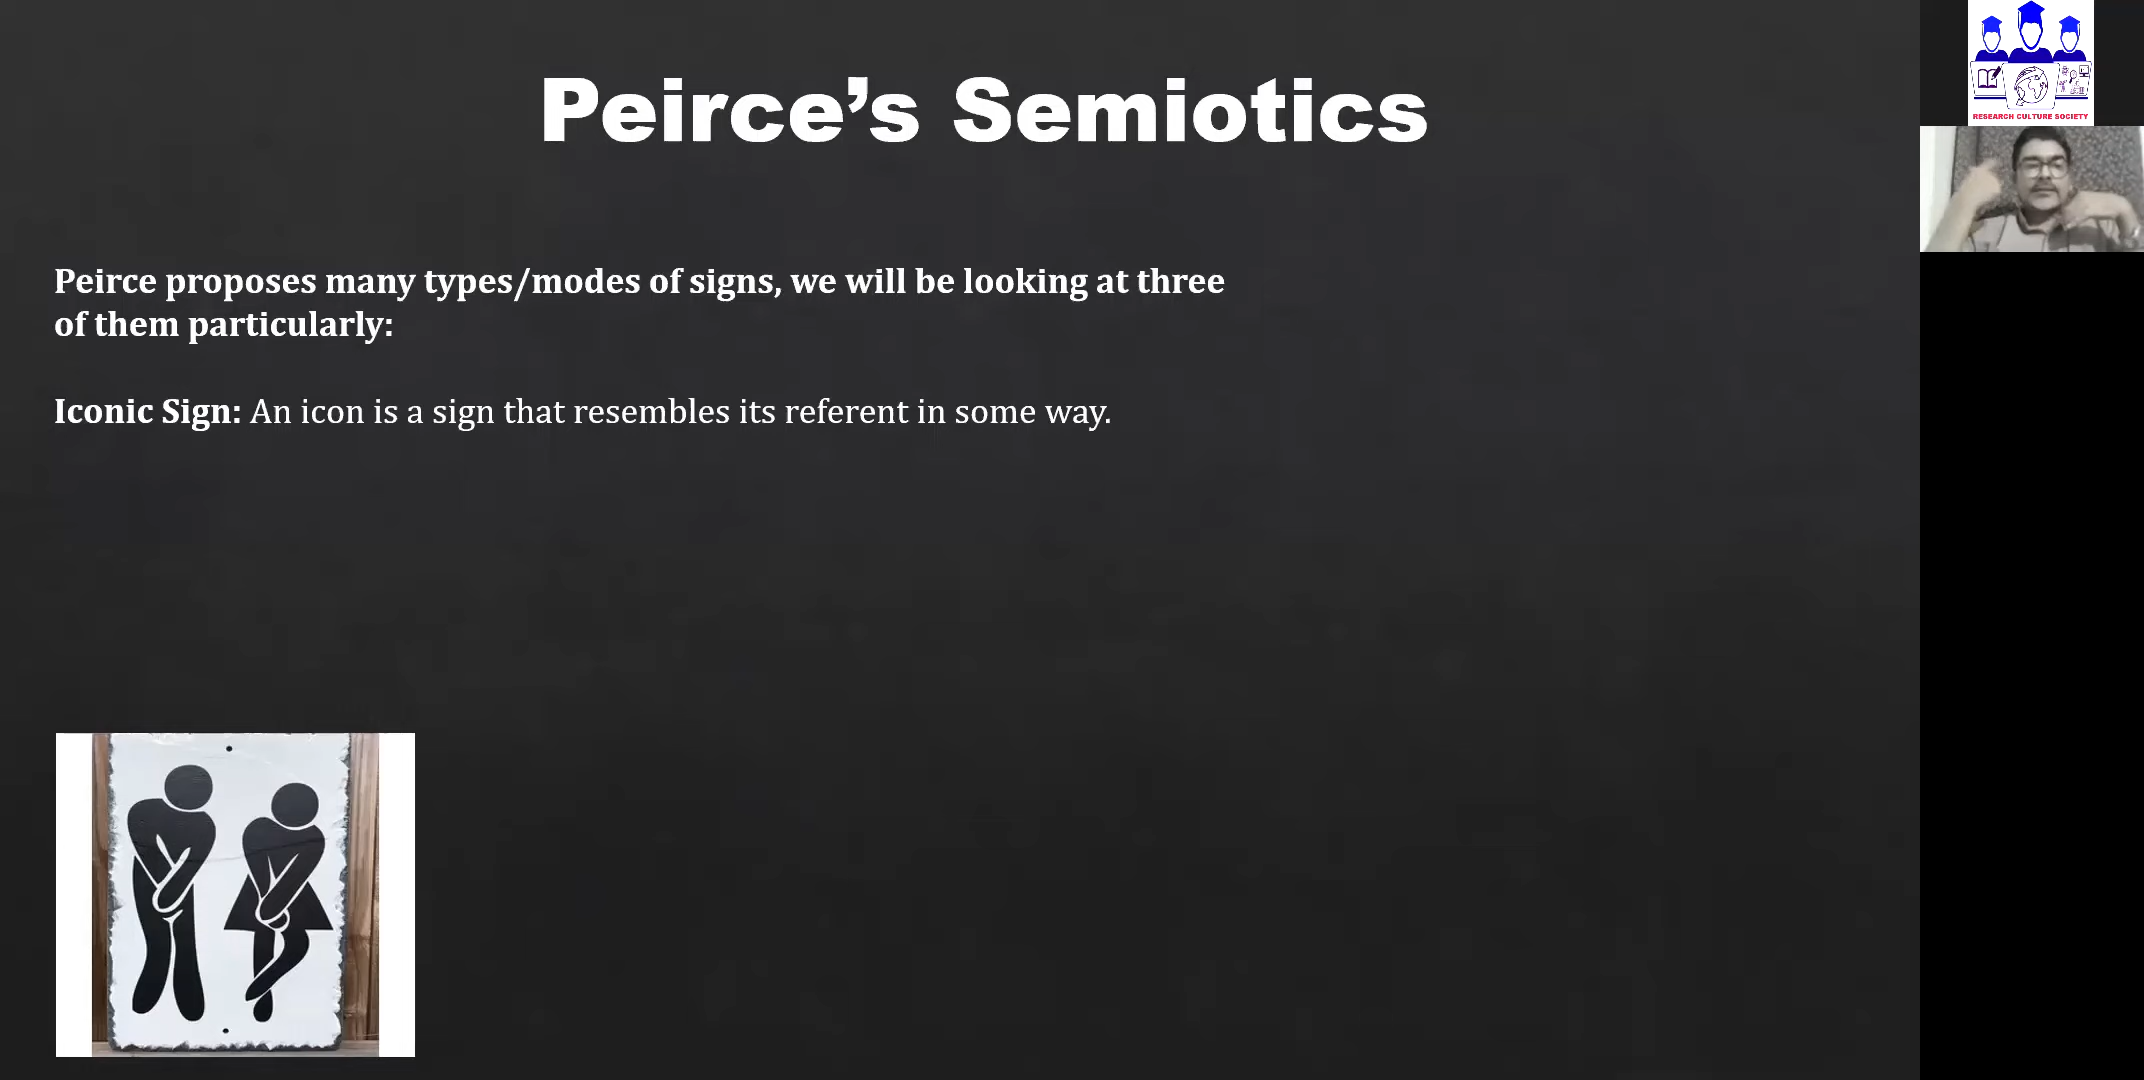 Peirce’s Semiotics
Peirce proposes many types/modes of signs, we will be looking at three
of them particularly:
Iconic Sign: An icon is a sign that resembles its referent in some way.
RESEARCH CULTURE SOCIETY